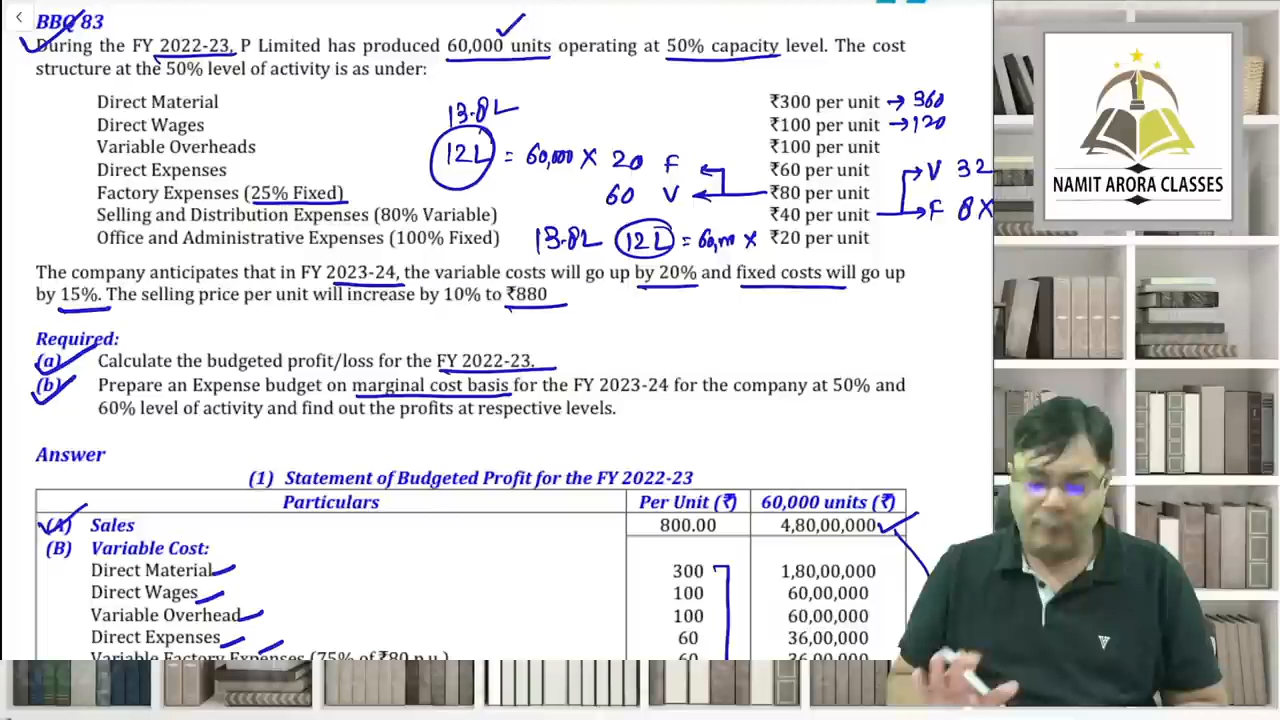 BBQ 83
During the FY 2022-23, P Limited has produced 60,000 units operating at 50% capacity level. The cost
structure at the 50% level of activity is as under:
Direct Material ₹300 per unit → 360
Direct Wages ₹100 per unit → 120
Variable Overheads ₹100 per unit
Direct Expenses ₹60 per unit
Factory Expenses (25% Fixed) ₹80 per unit
Selling and Distribution Expenses (80% Variable) ₹40 per unit
Office and Administrative Expenses (100% Fixed) ₹20 per unit
13.8L
12L = 60,000 X 20 F
60 V
V 32
F 8X
13.8L 12L = 60,000 X
The company anticipates that in FY 2023-24, the variable costs will go up by 20% and fixed costs will go up
by 15%. The selling price per unit will increase by 10% to ₹880
Required:
(a) Calculate the budgeted profit/loss for the FY 2022-23.
(b) Prepare an Expense budget on marginal cost basis for the FY 2023-24 for the company at 50% and
60% level of activity and find out the profits at respective levels.
Answer
(1) Statement of Budgeted Profit for the FY 2022-23
Particulars Per Unit (₹) 60,000 units (₹)
(A) Sales 800.00 4,80,00,000
(B) Variable Cost:
Direct Material 300 1,80,00,000
Direct Wages 100 60,00,000
Variable Overhead 100 60,00,000
Direct Expenses 60 36,00,000
Variable Factory Expenses (75% of ₹80 p.u.) 60 36,00,000
NAMIT ARORA CLASSES